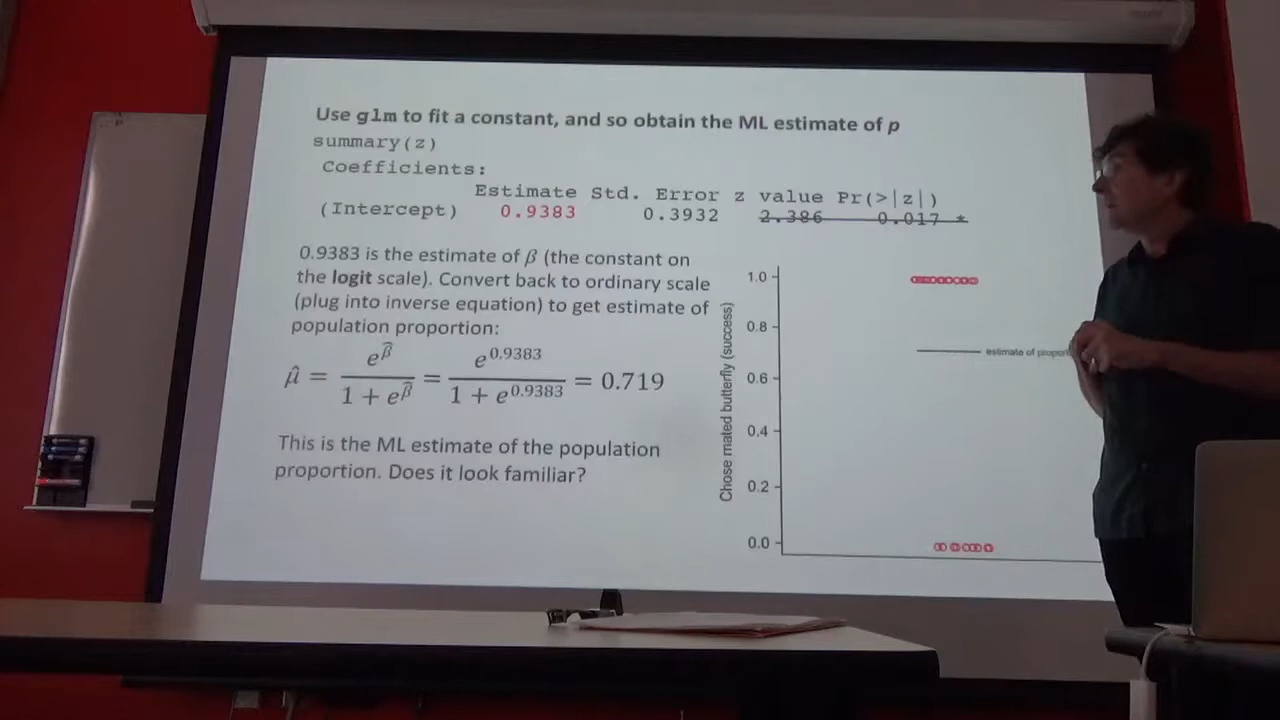 Use glm to fit a constant, and so obtain the ML estimate of p
summary(z)
Coefficients:
Estimate Std. Error z value Pr(>|z|)
(Intercept) 0.9383 0.3932 2.386 0.017 *
0.9383 is the estimate of β (the constant on
the logit scale). Convert back to ordinary scale
(plug into inverse equation) to get estimate of
population proportion:
μ̂ = e^β̂ / (1 + e^β̂) = e^0.9383 / (1 + e^0.9383) = 0.719
This is the ML estimate of the population
proportion. Does it look familiar?
Chose mated butterfly (success)
1.0
0.8
0.6
0.4
0.2
0.0
estimate of proport